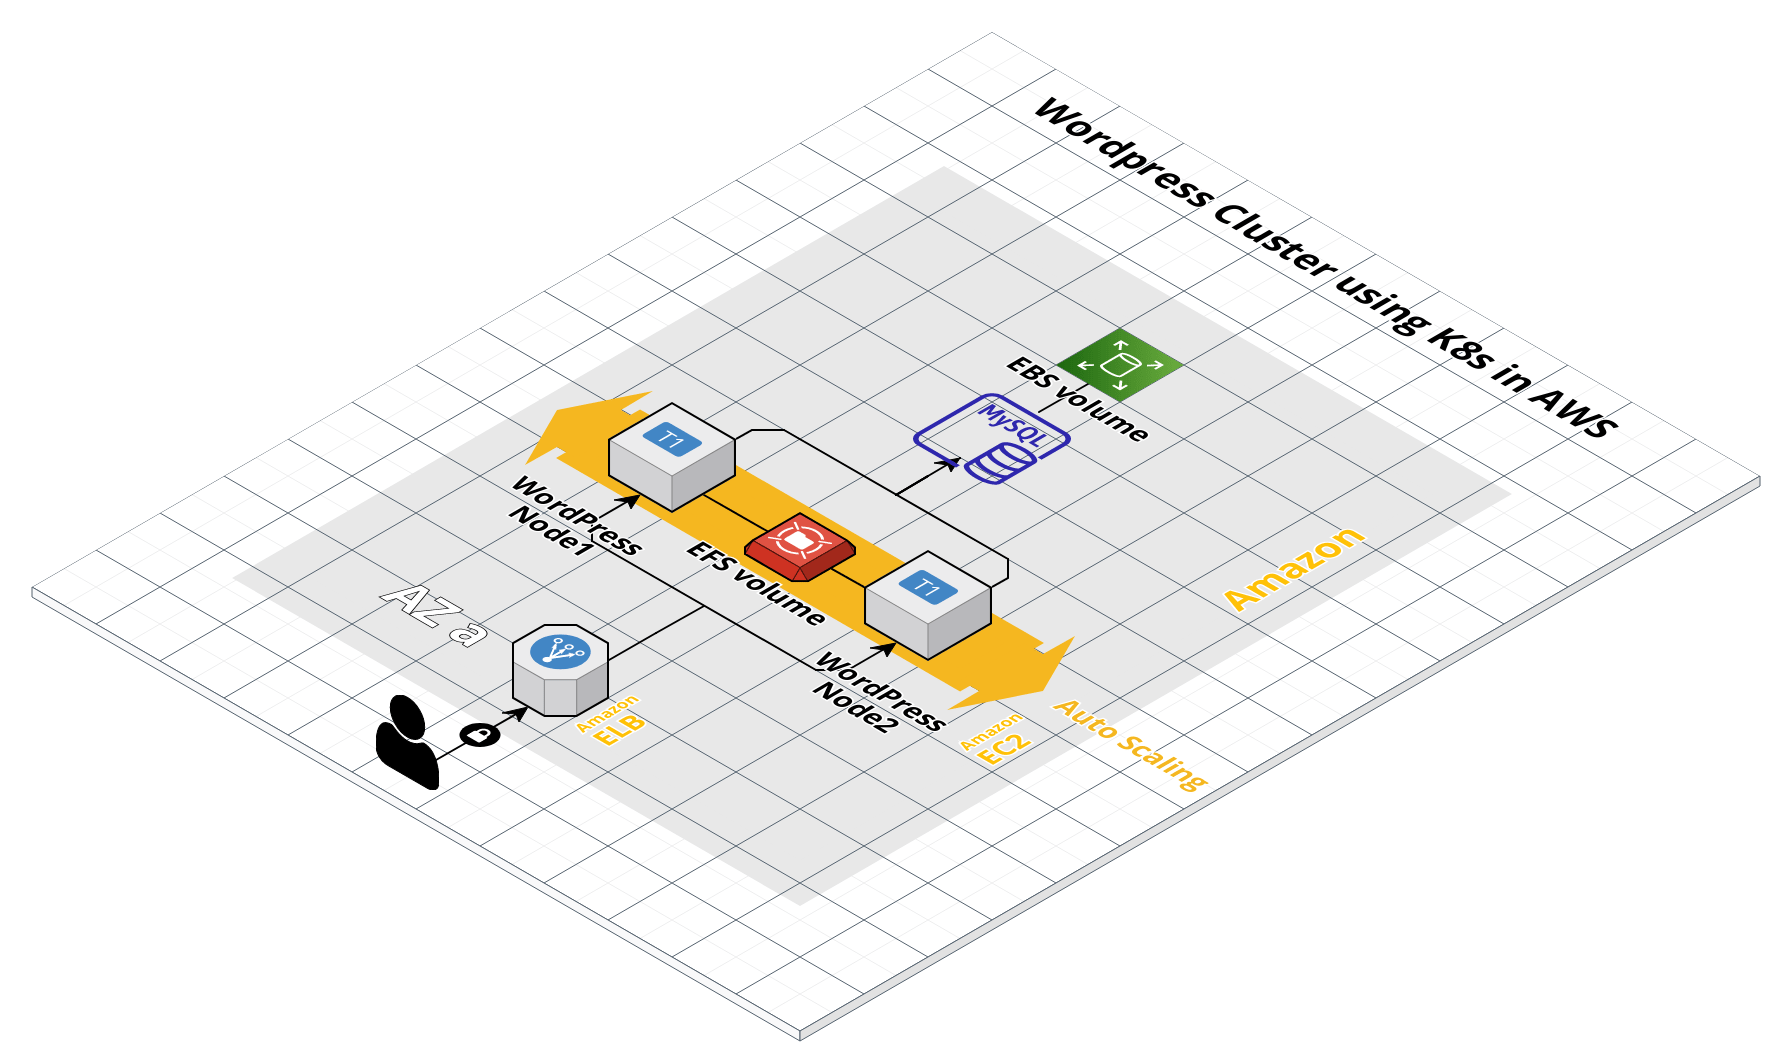 Wordpress Cluster using K8s in AWS
EBS volume
MySQL
T1
WordPress
Node1
EFS volume
T1
WordPress
Node2
AZ a
Amazon
ELB
Amazon
EC2
Auto Scaling
Amazon